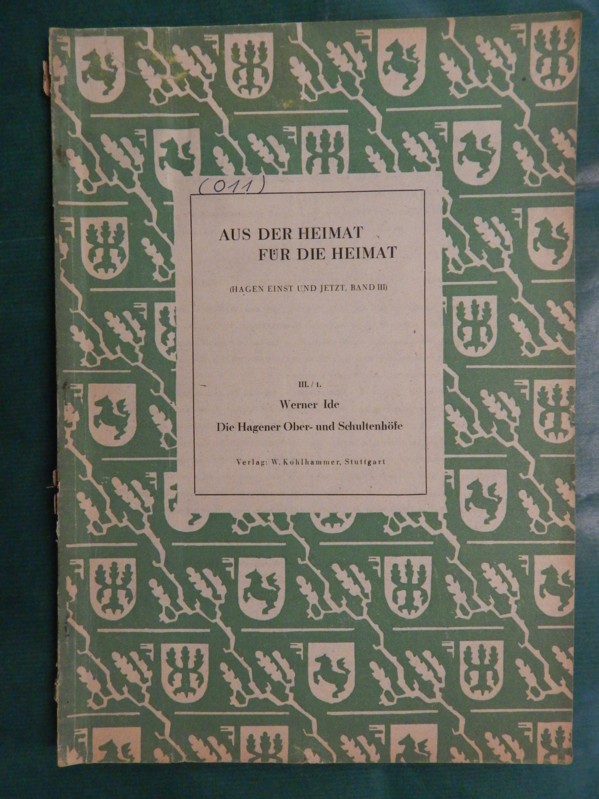 (011)
AUS DER HEIMAT
FÜR DIE HEIMAT
(HAGEN EINST UND JETZT, BAND III)
III. / 1.
Werner Ide
Die Hagener Ober- und Schultenhöfe
Verlag: W. Kohlhammer, Stuttgart